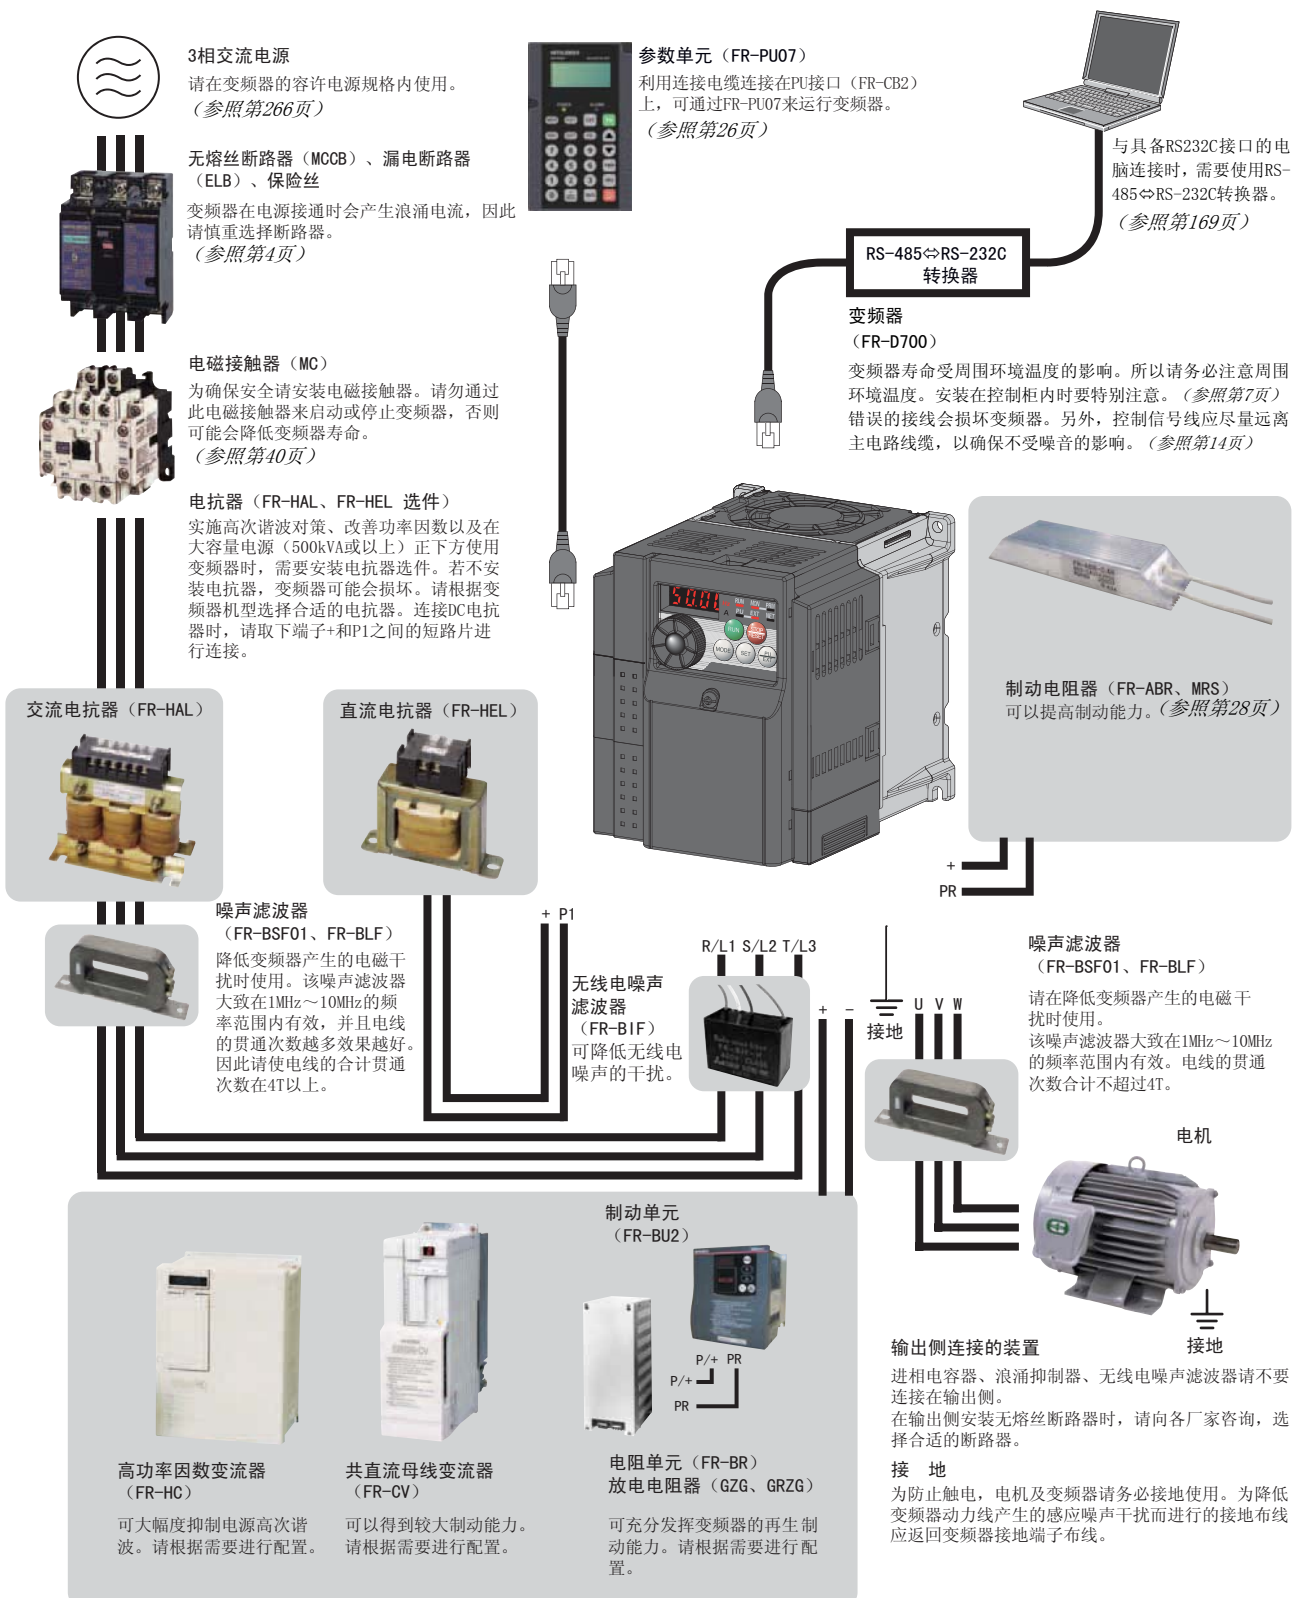 3相交流电源
请在变频器的容许电源规格内使用。
（参照第266页）
无熔丝断路器（MCCB）、漏电断路器
（ELB）、保险丝
变频器在电源接通时会产生浪涌电流，因此
请慎重选择断路器。
（参照第4页）
电磁接触器（MC）
为确保安全请安装电磁接触器。请勿通过
此电磁接触器来启动或停止变频器，否则
可能会降低变频器寿命。
（参照第40页）
电抗器（FR-HAL、FR-HEL 选件）
实施高次谐波对策、改善功率因数以及在
大容量电源（500kVA或以上）正下方使用
变频器时，需要安装电抗器选件。若不安
装电抗器，变频器可能会损坏。请根据变
频器机型选择合适的电抗器。连接DC电抗
器时，请取下端子+和P1之间的短路片进
行连接。
参数单元（FR-PU07）
利用连接电缆连接在PU接口（FR-CB2）
上，可通过FR-PU07来运行变频器。
（参照第26页）
与具备RS232C接口的电
脑连接时，需要使用RS-
485⇔RS-232C转换器。
（参照第169页）
RS-485⇔RS-232C
转换器
变频器
（FR-D700）
变频器寿命受周围环境温度的影响。所以请务必注意周围
环境温度。安装在控制柜内时要特别注意。（参照第7页）
错误的接线会损坏变频器。另外，控制信号线应尽量远离
主电路线缆，以确保不受噪音的影响。（参照第14页）
RUN MON PRM
PU EXT NET
A
RUN
STOP
RESET
MODE SET PU
EXT
制动电阻器（FR-ABR、MRS）
可以提高制动能力。（参照第28页）
+
PR
交流电抗器（FR-HAL）
直流电抗器（FR-HEL）
噪声滤波器
（FR-BSF01、FR-BLF）
降低变频器产生的电磁干
扰时使用。该噪声滤波器
大致在1MHz～10MHz的频
率范围内有效，并且电线
的贯通次数越多效果越好。
因此请使电线的合计贯通
次数在4T以上。
+ P1
无线电噪声
滤波器
（FR-BIF）
可降低无线电
噪声的干扰。
R/L1 S/L2 T/L3
+ −
接地
U V W
噪声滤波器
（FR-BSF01、FR-BLF）
请在降低变频器产生的电磁干
扰时使用。
该噪声滤波器大致在1MHz～10MHz
的频率范围内有效。电线的贯通
次数合计不超过4T。
电机
接地
制动单元
（FR-BU2）
P/+ PR
P/+
PR
高功率因数变流器
（FR-HC）
可大幅度抑制电源高次谐
波。请根据需要进行配置。
共直流母线变流器
（FR-CV）
可以得到较大制动能力。
请根据需要进行配置。
电阻单元（FR-BR）
放电电阻器（GZG、GRZG）
可充分发挥变频器的再生制
动能力。请根据需要进行配
置。
输出侧连接的装置
进相电容器、浪涌抑制器、无线电噪声滤波器请不要
连接在输出侧。
在输出侧安装无熔丝断路器时，请向各厂家咨询，选
择合适的断路器。
接 地
为防止触电，电机及变频器请务必接地使用。为降低
变频器动力线产生的感应噪声干扰而进行的接地布线
应返回变频器接地端子布线。